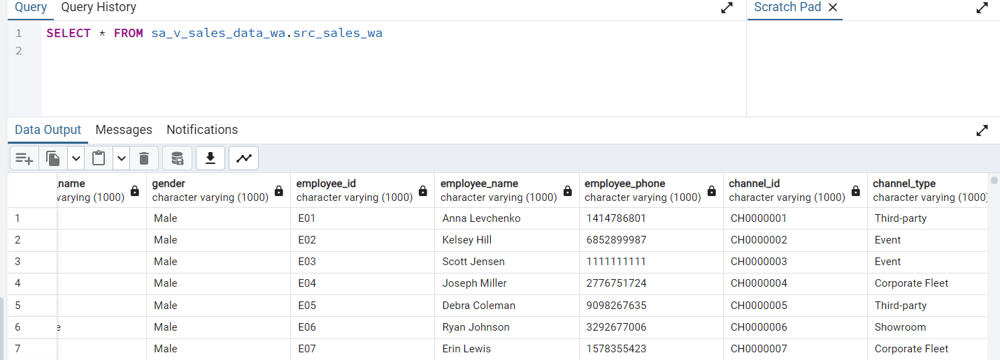 Query Query History Scratch Pad
1 SELECT * FROM sa_v_sales_data_wa.src_sales_wa
2
Data Output Messages Notifications
_name gender employee_id employee_name employee_phone channel_id channel_type
varying (1000) character varying (1000) character varying (1000) character varying (1000) character varying (1000) character varying (1000) character varying (1000)
1 Male E01 Anna Levchenko 1414786801 CH0000001 Third-party
2 Male E02 Kelsey Hill 6852899987 CH0000002 Event
3 Male E03 Scott Jensen 1111111111 CH0000003 Event
4 Male E04 Joseph Miller 2776751724 CH0000004 Corporate Fleet
5 Male E05 Debra Coleman 9098267635 CH0000005 Third-party
6 e Male E06 Ryan Johnson 3292677006 CH0000006 Showroom
7 Male E07 Erin Lewis 1578355423 CH0000007 Corporate Fleet